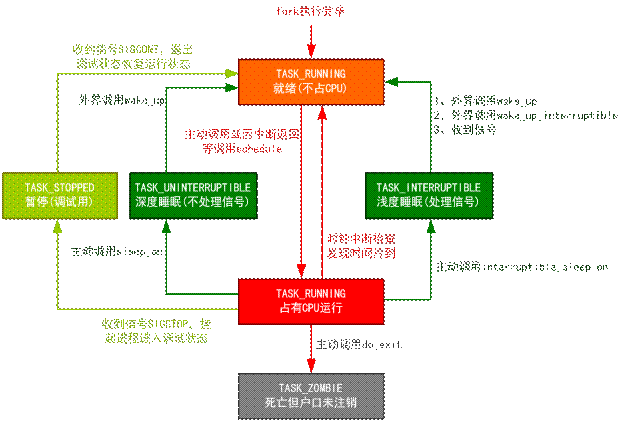 fork执行完毕
收到信号SIGCONT，退出
调试状态恢复运行状态
TASK_RUNNING
就绪(不占CPU)
外界调用wake_up
1、外界调用wake_up
2、外界调用wake_up_interruptible
3、收到信号
主动调用或中断返回
等调用schedule
TASK_STOPPED
暂停(调试用)
TASK_UNINTERRUPTIBLE
深度睡眠(不处理信号)
TASK_INTERRUPTIBLE
浅度睡眠(处理信号)
主动调用sleep_on
时钟中断检察
发现时间片到
主动调用interruptible_sleep_on
TASK_RUNNING
占有CPU运行
收到信号SIGSTOP，
进入调试状态
主动调用do_exit
TASK_ZOMBIE
死亡但户口未注销